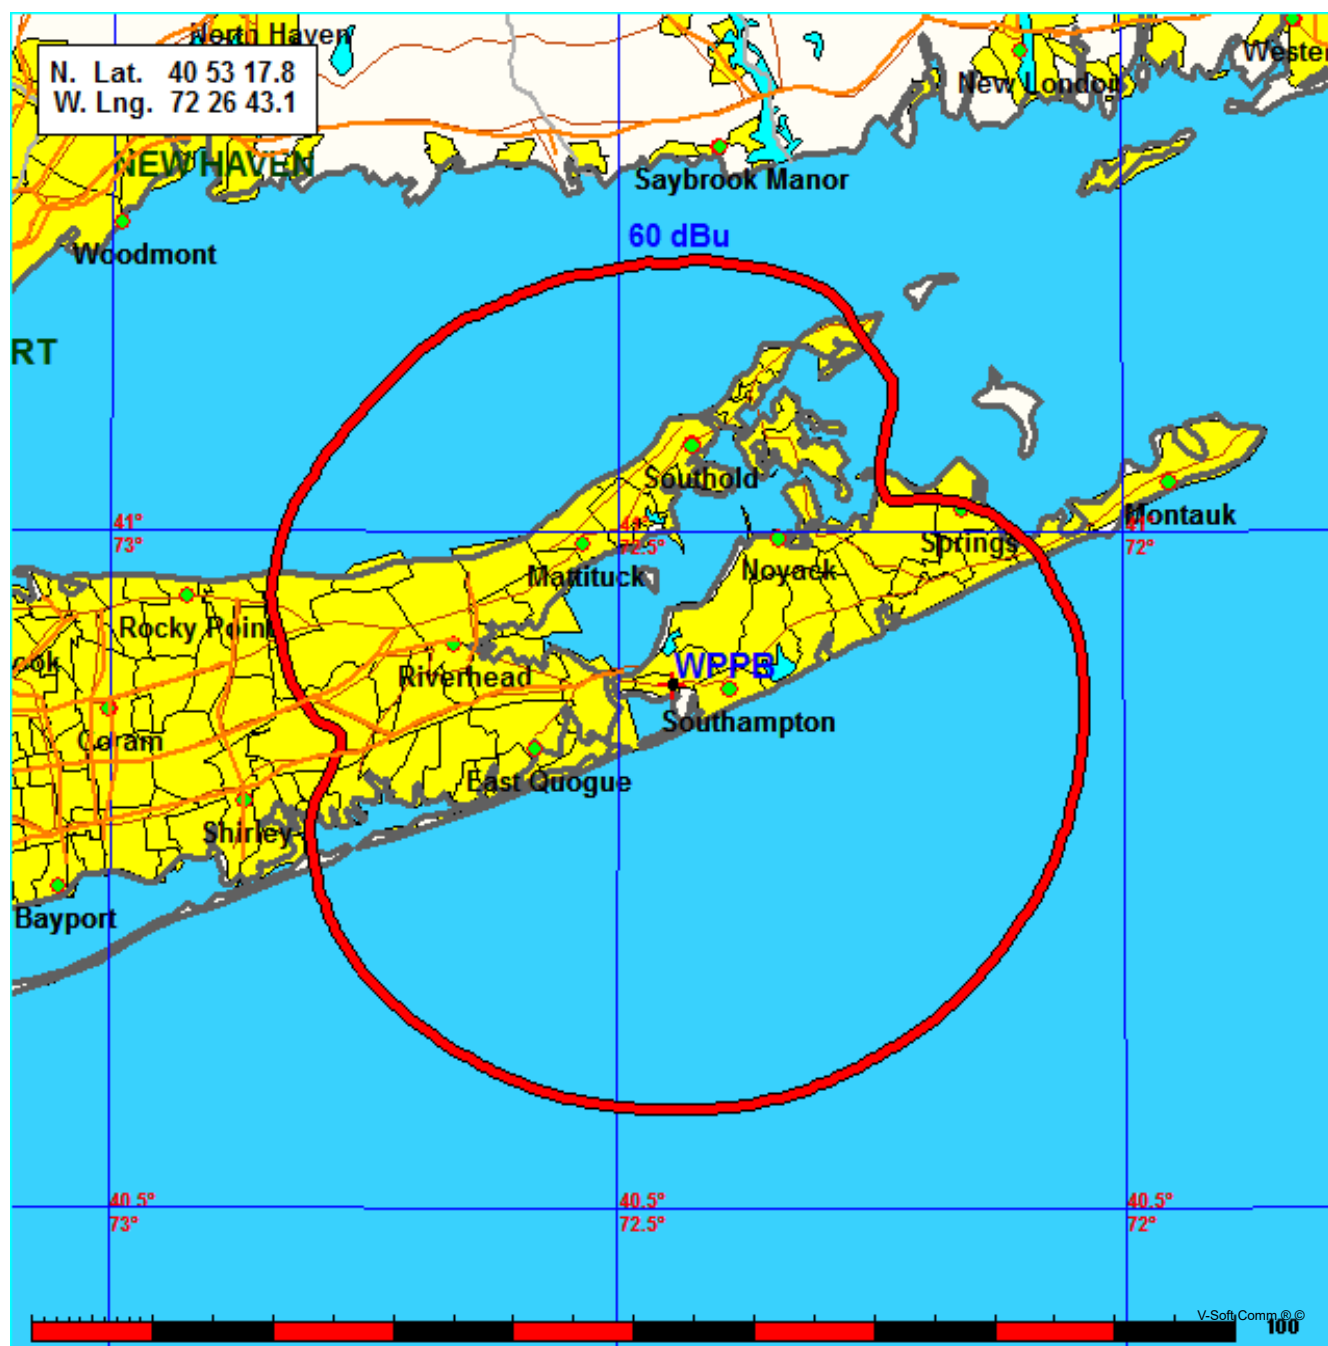 North Haven
N. Lat. 40 53 17.8
W. Lng. 72 26 43.1
Wester
New London
NEW HAVEN
Saybrook Manor
Woodmont
60 dBu
RT
Southold
Montauk
41°
73°
41°
72.5°
41°
72°
Springs
Mattituck
Noyack
Rocky Point
ook
Riverhead
WPPB
Southampton
Coram
East Quogue
Shirley
Bayport
40.5°
73°
40.5°
72.5°
40.5°
72°
V-Soft Comm.® ©
100